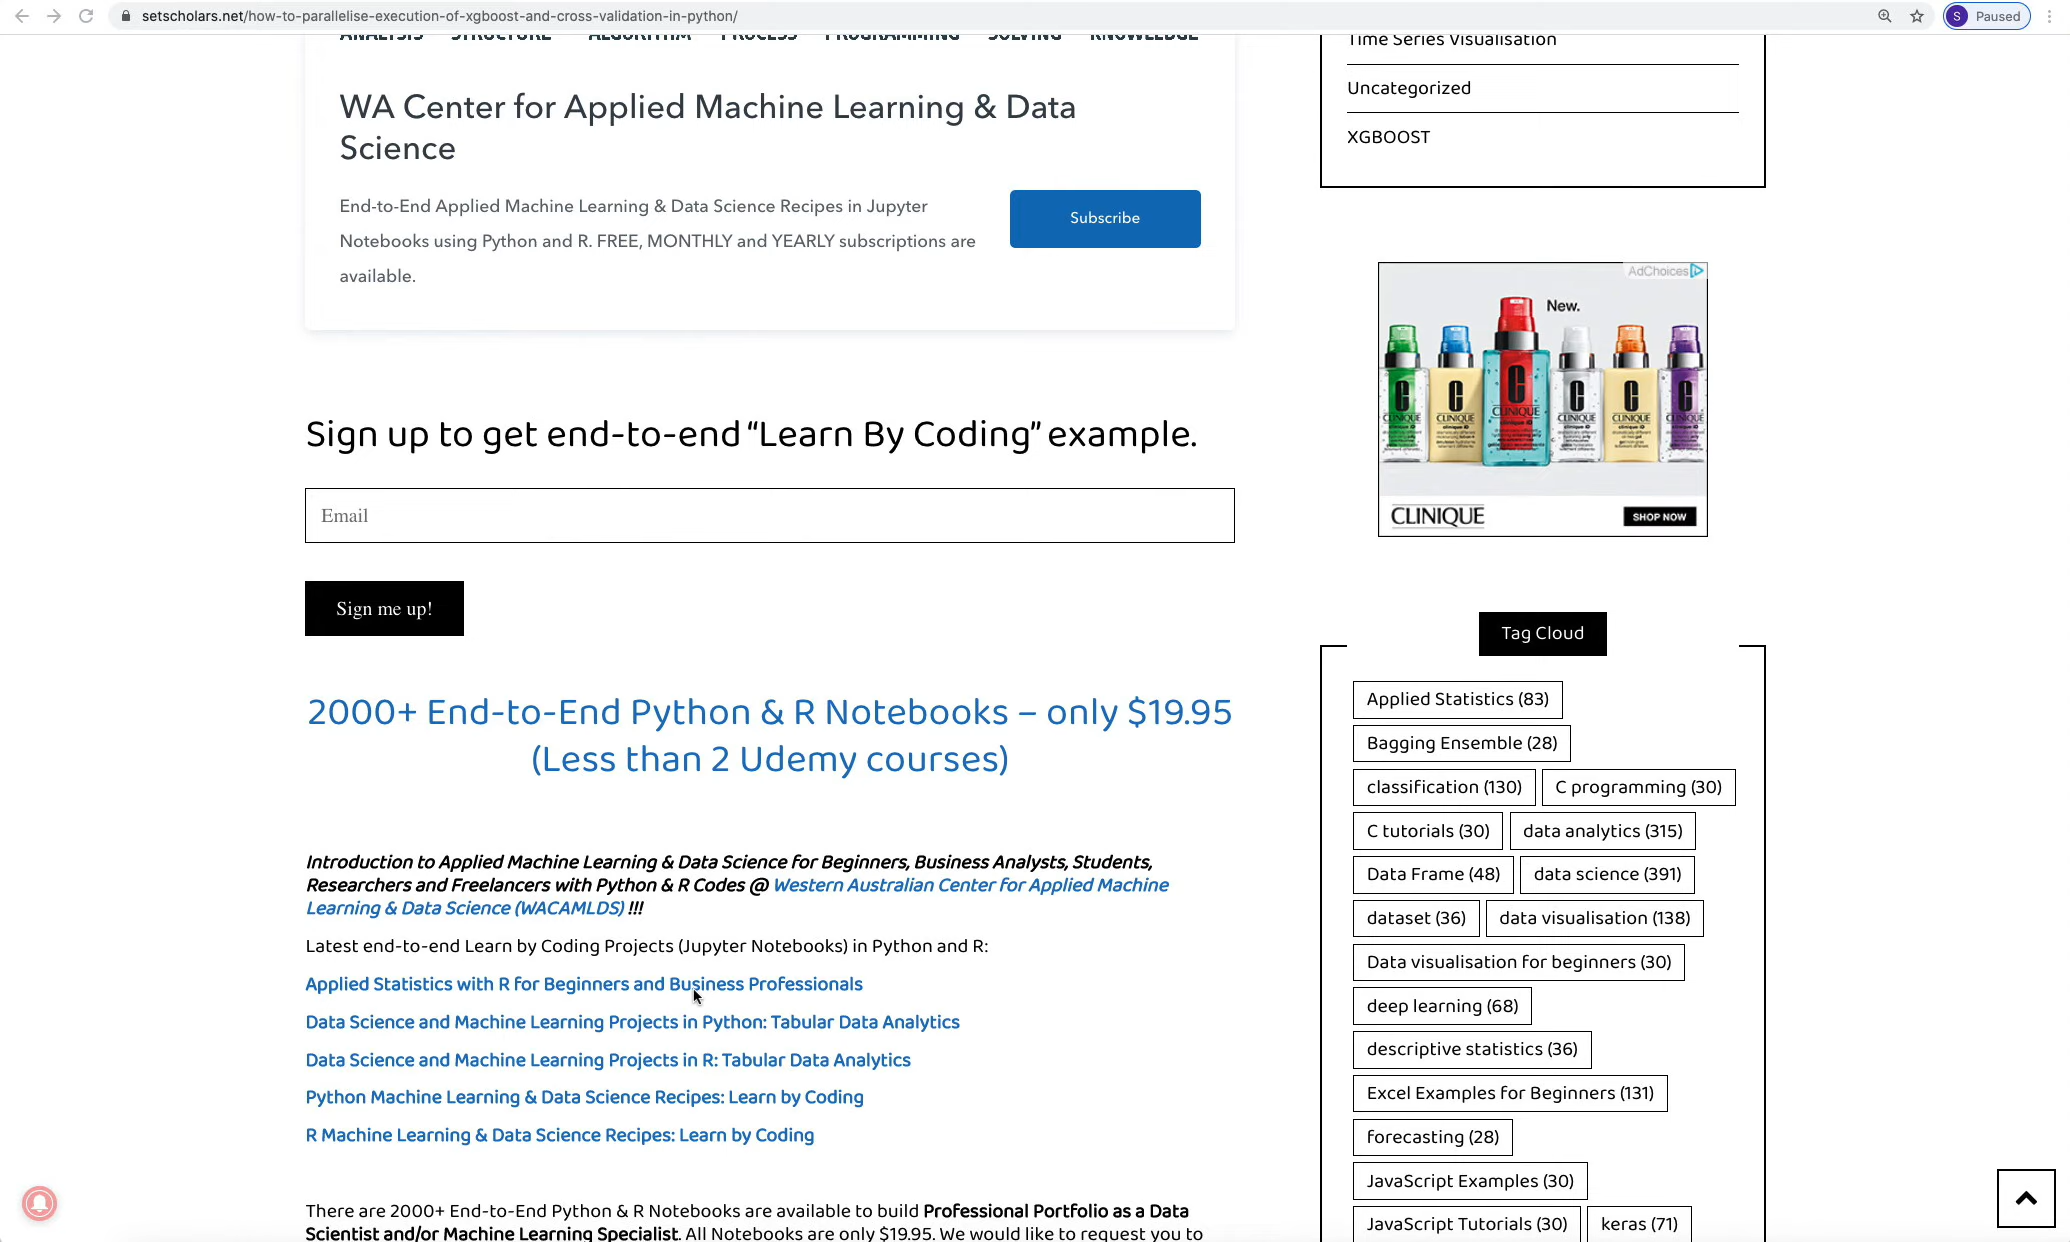 setscholars.net/how-to-parallelise-execution-of-xgboost-and-cross-validation-in-python/
S Paused
ANALYSIS STRUCTURE ALGORITHM PROCESS PROGRAMMING SOLVING KNOWLEDGE
WA Center for Applied Machine Learning & Data
Science
End-to-End Applied Machine Learning & Data Science Recipes in Jupyter
Notebooks using Python and R. FREE, MONTHLY and YEARLY subscriptions are
available.
Subscribe
Sign up to get end-to-end “Learn By Coding” example.
Email
Sign me up!
2000+ End-to-End Python & R Notebooks – only $19.95
(Less than 2 Udemy courses)
Introduction to Applied Machine Learning & Data Science for Beginners, Business Analysts, Students,
Researchers and Freelancers with Python & R Codes @ Western Australian Center for Applied Machine
Learning & Data Science (WACAMLDS) !!!
Latest end-to-end Learn by Coding Projects (Jupyter Notebooks) in Python and R:
Applied Statistics with R for Beginners and Business Professionals
Data Science and Machine Learning Projects in Python: Tabular Data Analytics
Data Science and Machine Learning Projects in R: Tabular Data Analytics
Python Machine Learning & Data Science Recipes: Learn by Coding
R Machine Learning & Data Science Recipes: Learn by Coding
There are 2000+ End-to-End Python & R Notebooks are available to build Professional Portfolio as a Data
Scientist and/or Machine Learning Specialist. All Notebooks are only $19.95. We would like to request you to
Time Series Visualisation
Uncategorized
XGBOOST
AdChoices
New.
CLINIQUE CLINIQUE CLINIQUE CLINIQUE CLINIQUE CLINIQUE
CLINIQUE
SHOP NOW
Tag Cloud
Applied Statistics (83)
Bagging Ensemble (28)
classification (130) C programming (30)
C tutorials (30) data analytics (315)
Data Frame (48) data science (391)
dataset (36) data visualisation (138)
Data visualisation for beginners (30)
deep learning (68)
descriptive statistics (36)
Excel Examples for Beginners (131)
forecasting (28)
JavaScript Examples (30)
JavaScript Tutorials (30) keras (71)